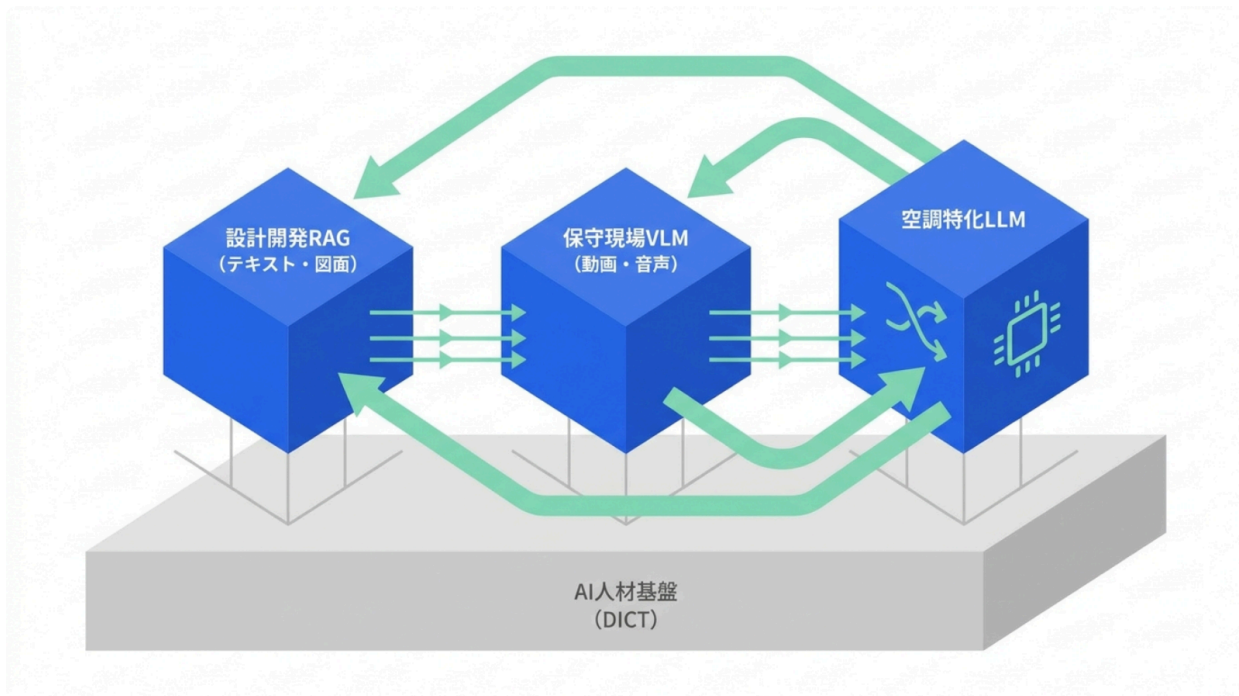 設計開発RAG
（テキスト・図面）
保守現場VLM
（動画・音声）
空調特化LLM
AI人材基盤
（DICT）